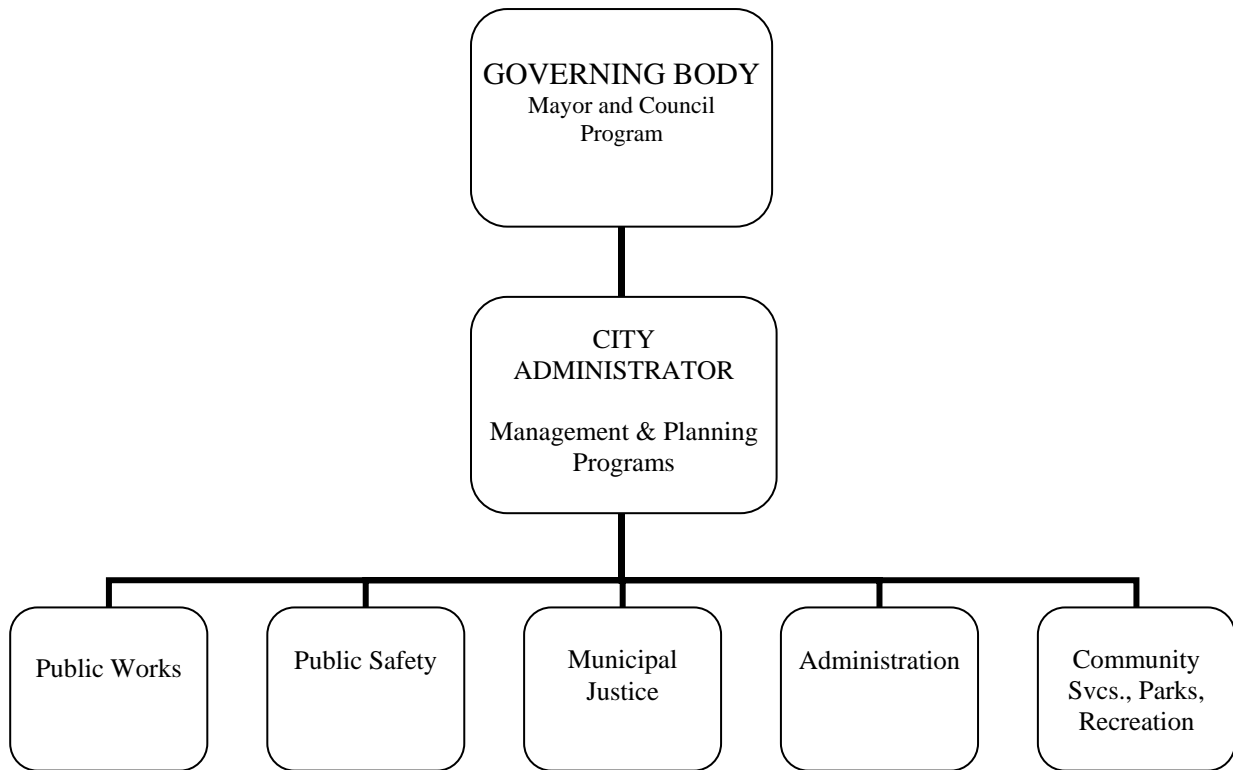 GOVERNING BODY
Mayor and Council
Program
CITY
ADMINISTRATOR
Management & Planning
Programs
Public Works
Public Safety
Municipal
Justice
Administration
Community
Svcs., Parks,
Recreation